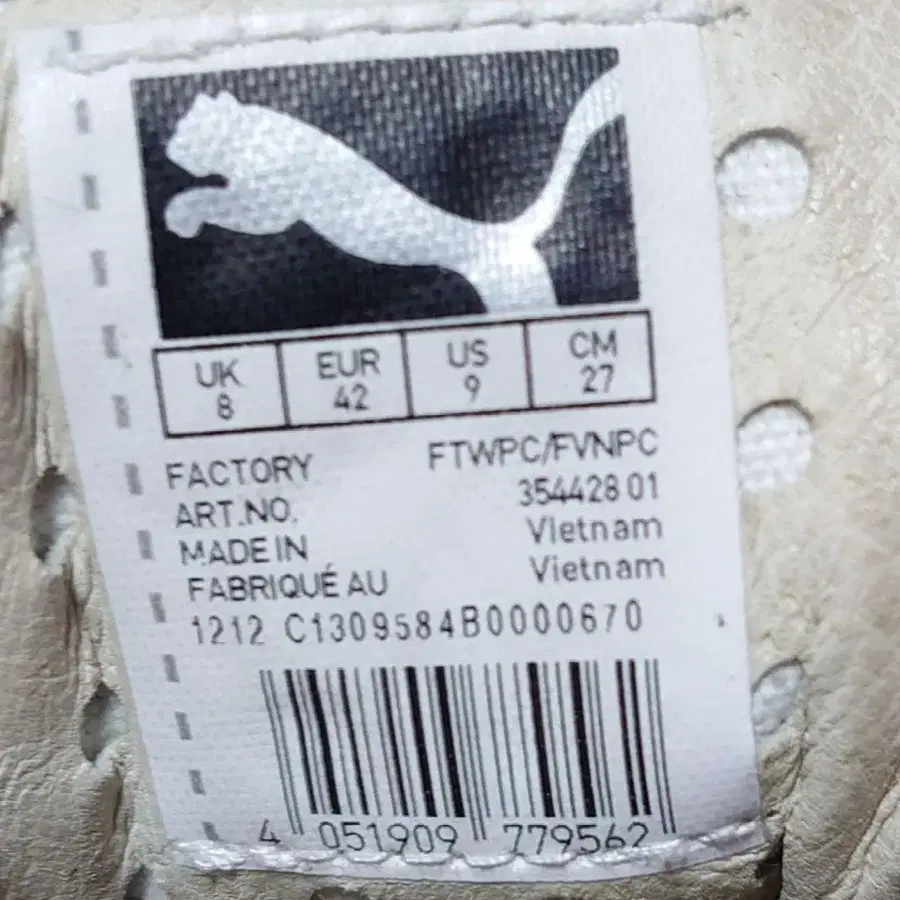 UK EUR US CM
8 42 9 27
FACTORY FTWPC/FVNPC
ART.NO. 354428 01
MADE IN Vietnam
FABRIQUÉ AU Vietnam
1212 C1309584B0000670
4 051909 779562